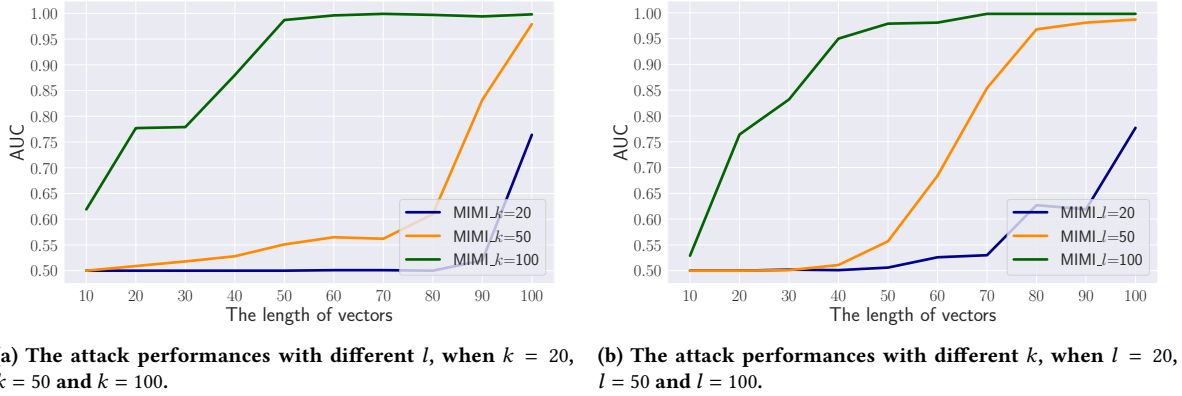 1.00
0.95
0.90
0.85
0.80
0.75
0.70
0.65
0.60
0.55
0.50
AUC
MIMI_k=20
MIMI_k=50
MIMI_k=100
10 20 30 40 50 60 70 80 90 100
The length of vectors
a) The attack performances with different l, when k = 20,
k = 50 and k = 100.
1.00
0.95
0.90
0.85
0.80
0.75
0.70
0.65
0.60
0.55
0.50
AUC
MIMI_l=20
MIMI_l=50
MIMI_l=100
10 20 30 40 50 60 70 80 90 100
The length of vectors
(b) The attack performances with different k, when l = 20,
l = 50 and l = 100.